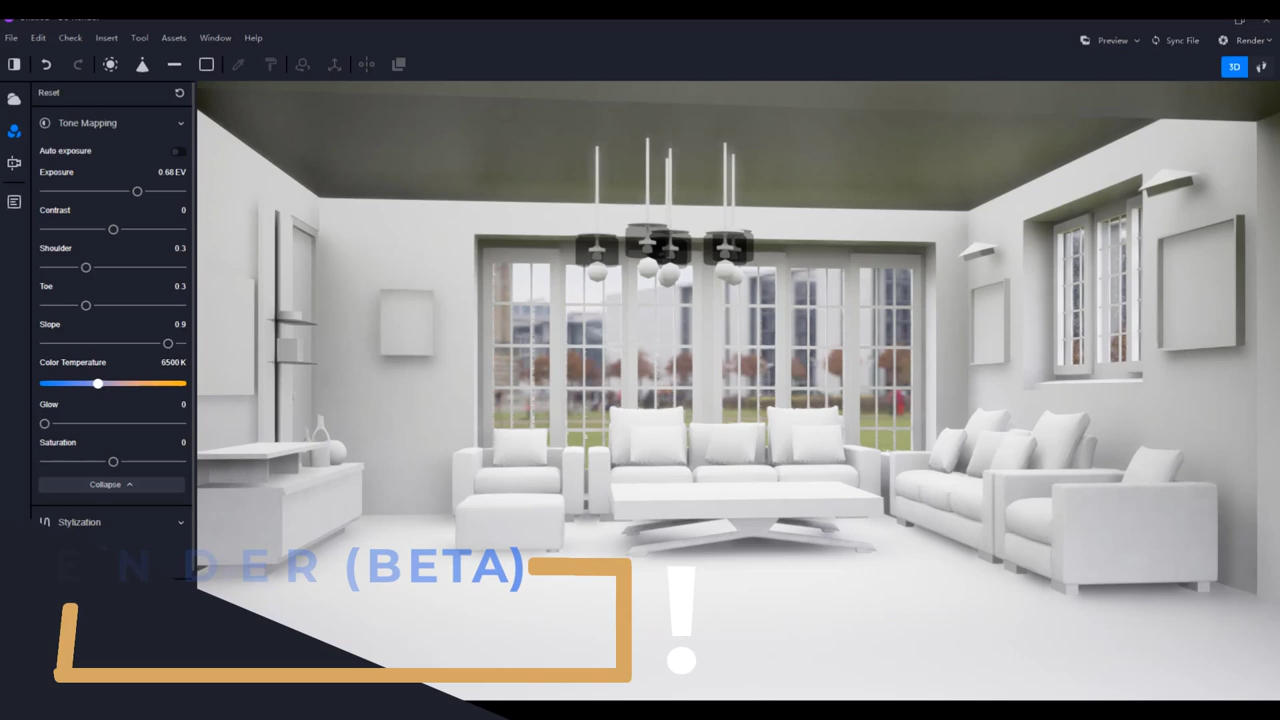 File Edit Check Insert Tool Assets Window Help
Preview Sync File Render
3D
Reset
Tone Mapping
Auto exposure
Exposure 0.68 EV
Contrast 0
Shoulder 0.3
Toe 0.3
Slope 0.9
Color Temperature 6500 K
Glow 0
Saturation 0
Collapse
Stylization
ENDER (BETA)
!